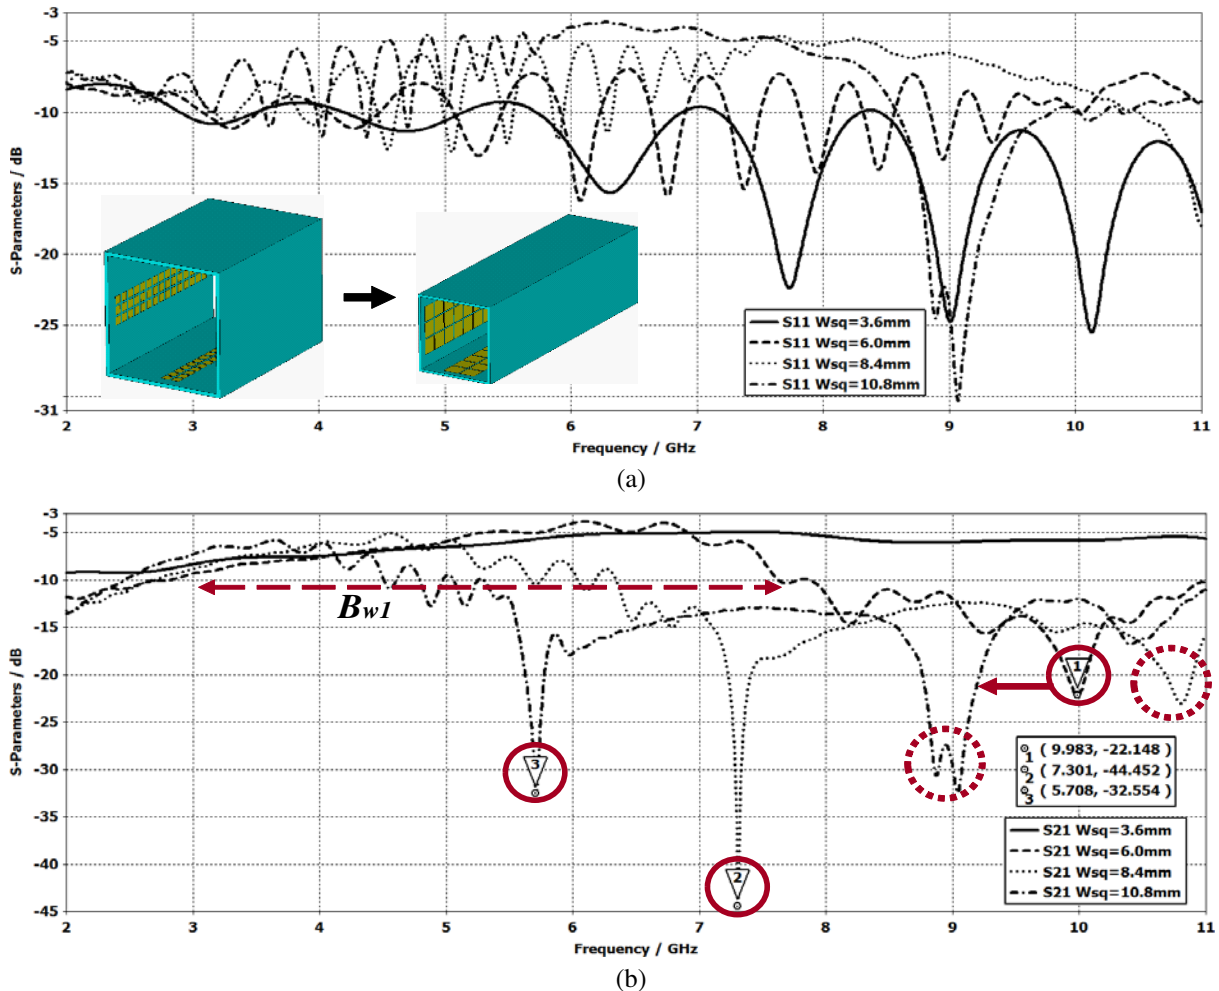 -3
-5
-10
-15
-20
-25
-31
S-Parameters / dB
S11 Wsq=3.6mm
S11 Wsq=6.0mm
S11 Wsq=8.4mm
S11 Wsq=10.8mm
2 3 4 5 6 7 8 9 10 11
Frequency / GHz
(a)
-3
-5
-10
-15
-20
-25
-30
-35
-40
-45
S-Parameters / dB
Bw1
1
3
2
1 ( 9.983, -22.148 )
2 ( 7.301, -44.452 )
3 ( 5.708, -32.554 )
S21 Wsq=3.6mm
S21 Wsq=6.0mm
S21 Wsq=8.4mm
S21 Wsq=10.8mm
2 3 4 5 6 7 8 9 10 11
Frequency / GHz
(b)